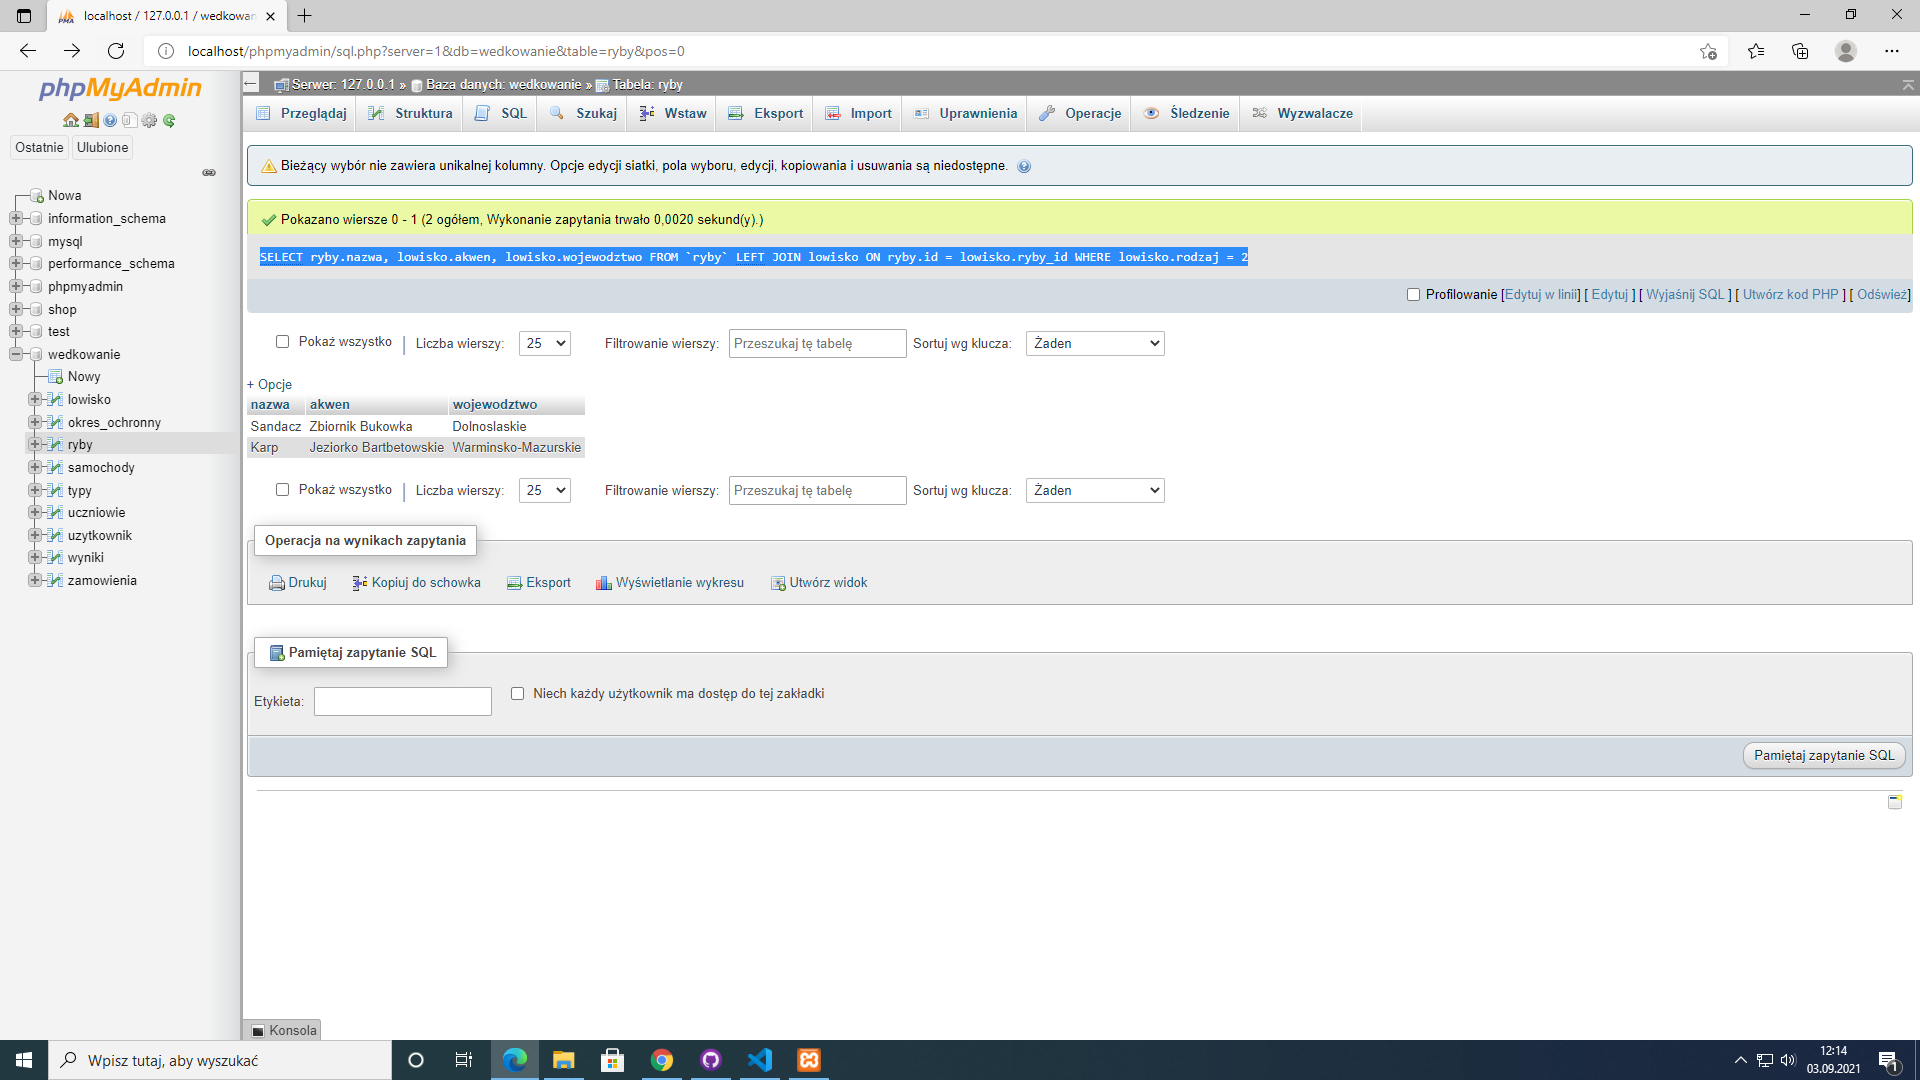 localhost / 127.0.0.1 / wedkowan
localhost/phpmyadmin/sql.php?server=1&db=wedkowanie&table=ryby&pos=0
phpMyAdmin
Ostatnie
Ulubione
Nowa
information_schema
mysql
performance_schema
phpmyadmin
shop
test
wedkowanie
Nowy
lowisko
okres_ochronny
ryby
samochody
typy
uczniowie
uzytkownik
wyniki
zamowienia
Serwer: 127.0.0.1 » Baza danych: wedkowanie » Tabela: ryby
Przeglądaj Struktura SQL Szukaj Wstaw Eksport Import Uprawnienia Operacje Śledzenie Wyzwalacze
Bieżący wybór nie zawiera unikalnej kolumny. Opcje edycji siatki, pola wyboru, edycji, kopiowania i usuwania są niedostępne.
Pokazano wiersze 0 - 1 (2 ogółem, Wykonanie zapytania trwało 0,0020 sekund(y).)
SELECT ryby.nazwa, lowisko.akwen, lowisko.wojewodztwo FROM `ryby` LEFT JOIN lowisko ON ryby.id = lowisko.ryby_id WHERE lowisko.rodzaj = 2
Profilowanie [Edytuj w linii] [ Edytuj ] [ Wyjaśnij SQL ] [ Utwórz kod PHP ] [ Odśwież]
Pokaż wszystko | Liczba wierszy: 25 Filtrowanie wierszy: Przeszukaj tę tabelę Sortuj wg klucza: Żaden
+ Opcje
nazwa akwen wojewodztwo
Sandacz Zbiornik Bukowka Dolnoslaskie
Karp Jeziorko Bartbetowskie Warminsko-Mazurskie
Pokaż wszystko | Liczba wierszy: 25 Filtrowanie wierszy: Przeszukaj tę tabelę Sortuj wg klucza: Żaden
Operacja na wynikach zapytania
Drukuj Kopiuj do schowka Eksport Wyświetlanie wykresu Utwórz widok
Pamiętaj zapytanie SQL
Etykieta: Niech każdy użytkownik ma dostęp do tej zakładki
Pamiętaj zapytanie SQL
Konsola
Wpisz tutaj, aby wyszukać
12:14
03.09.2021
1